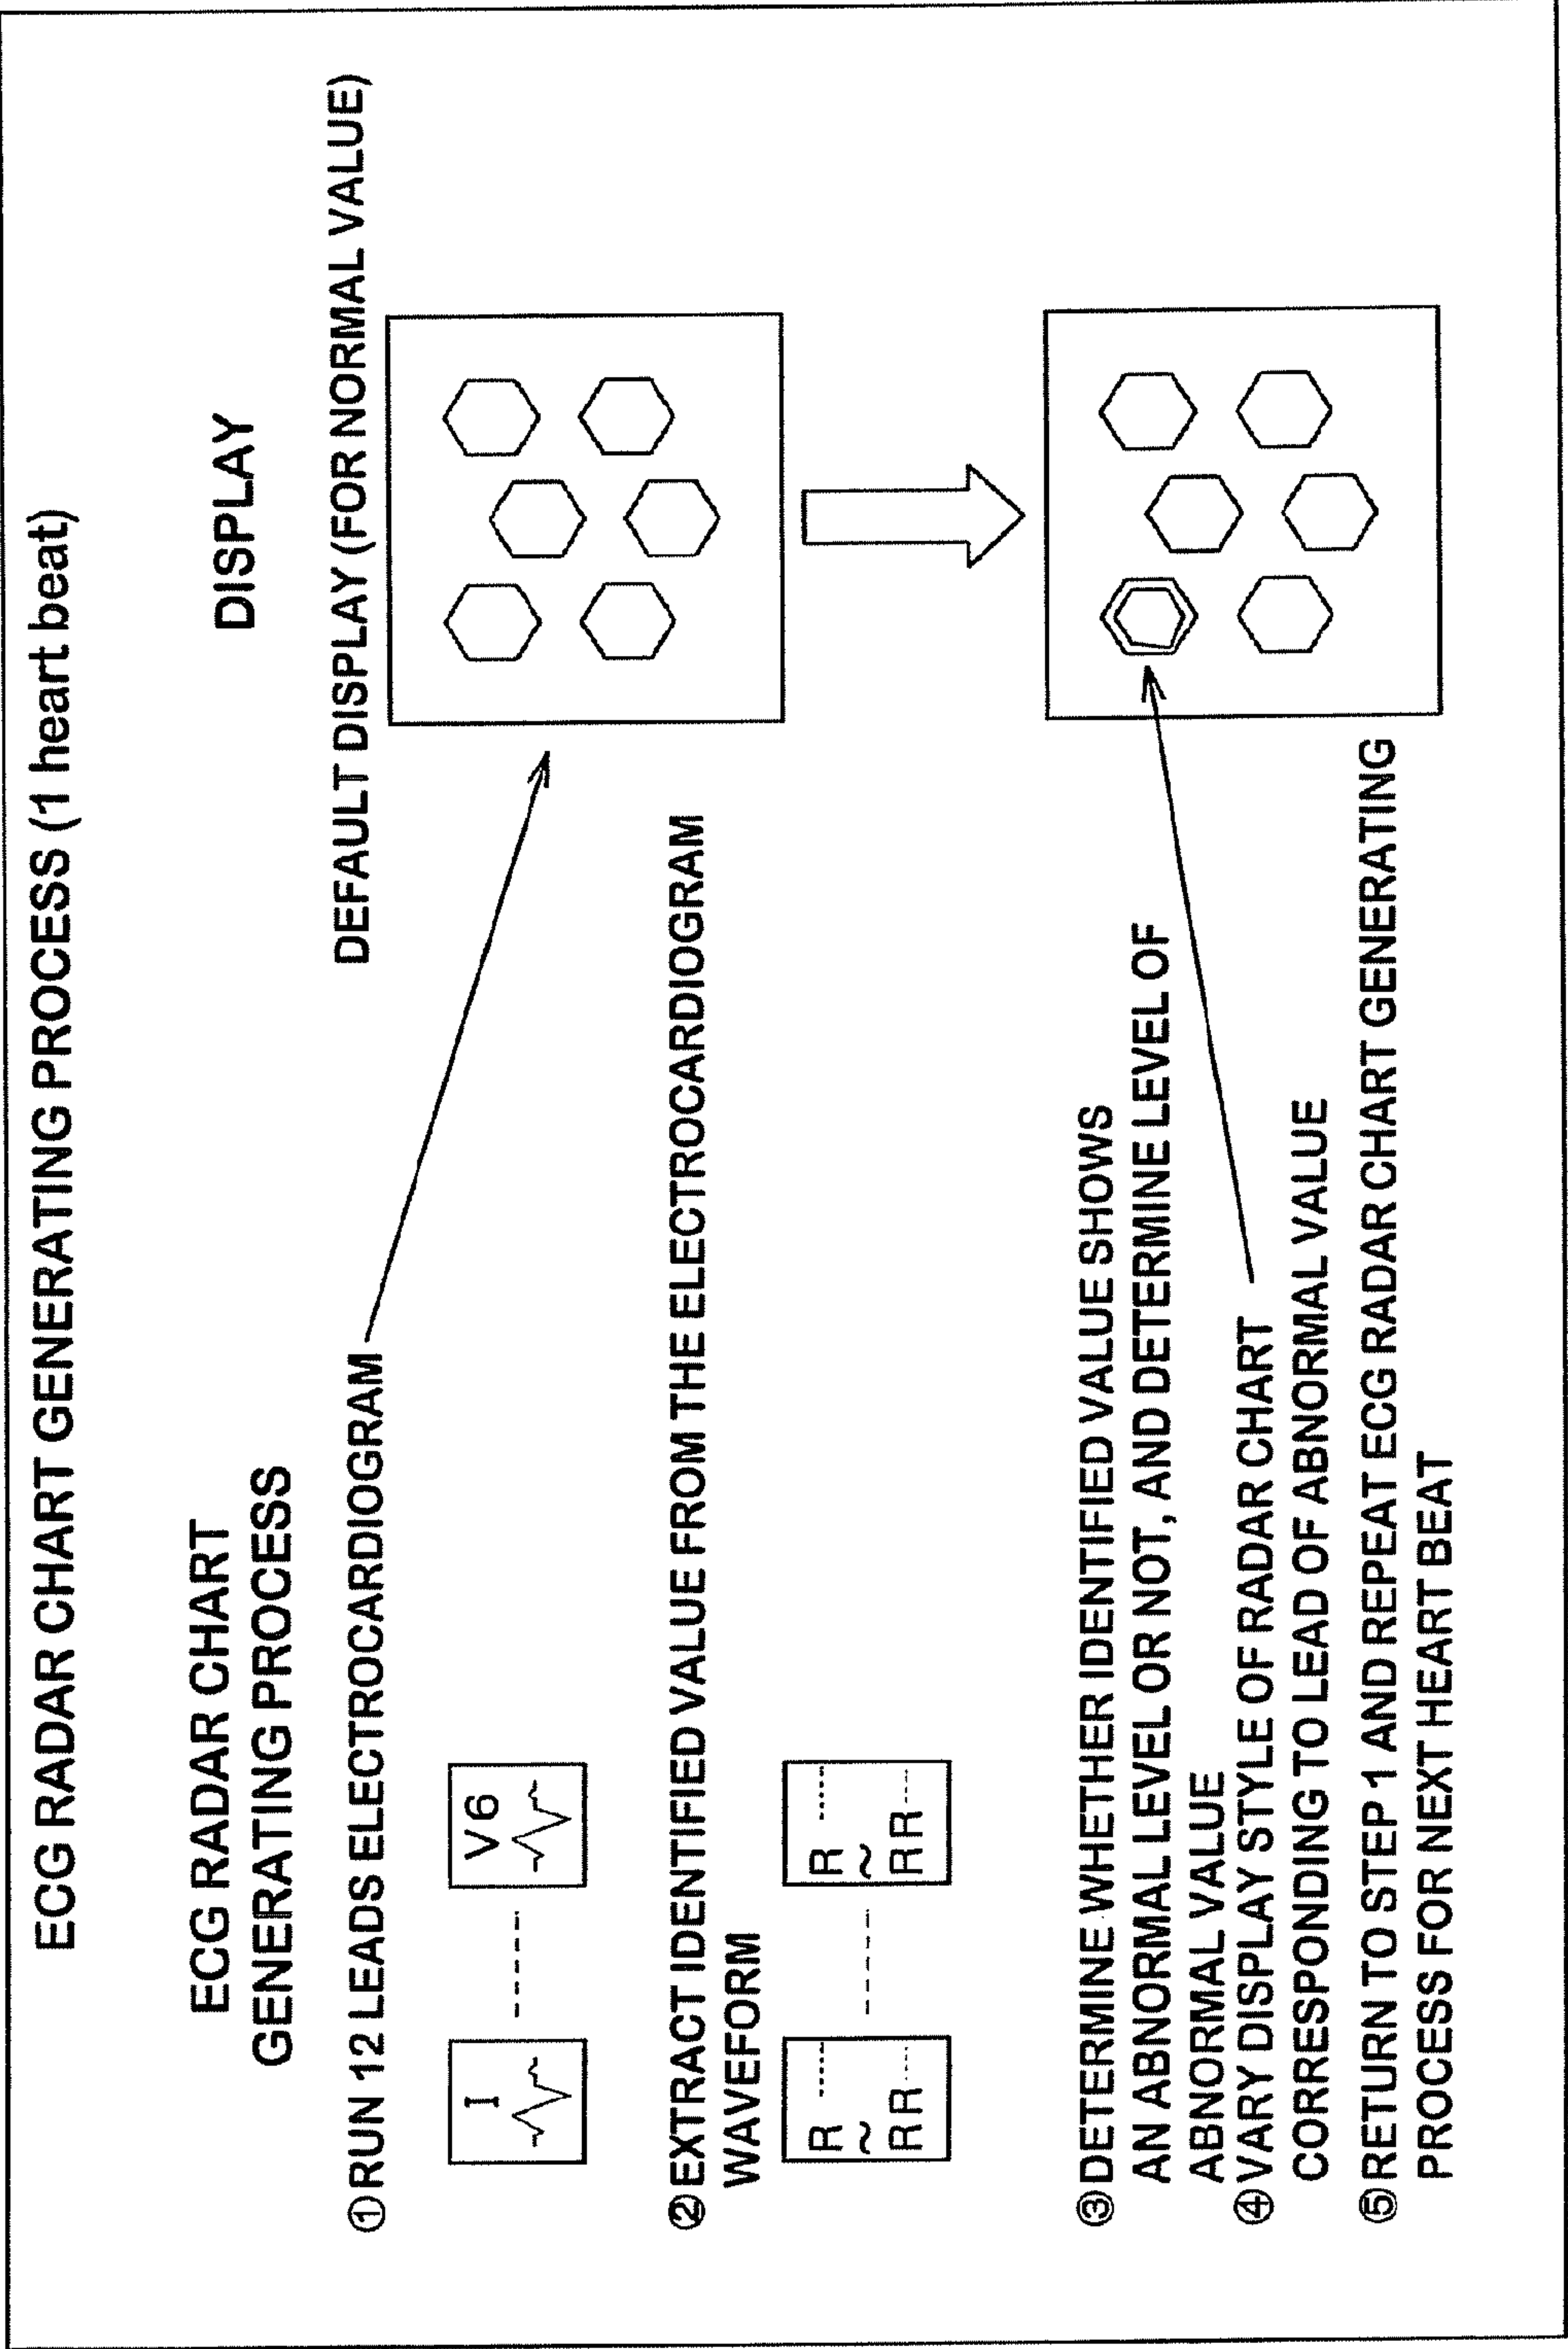 ECG RADAR CHART GENERATING PROCESS (1 heart beat)
ECG RADAR CHART
GENERATING PROCESS
DISPLAY
①RUN 12 LEADS ELECTROCARDIOGRAM
DEFAULT DISPLAY (FOR NORMAL VALUE)
I
V6
②EXTRACT IDENTIFIED VALUE FROM THE ELECTROCARDIOGRAM
WAVEFORM
R
~
RR
R
~
RR
③DETERMINE WHETHER IDENTIFIED VALUE SHOWS
AN ABNORMAL LEVEL OR NOT, AND DETERMINE LEVEL OF
ABNORMAL VALUE
④VARY DISPLAY STYLE OF RADAR CHART
CORRESPONDING TO LEAD OF ABNORMAL VALUE
⑤RETURN TO STEP 1 AND REPEAT ECG RADAR CHART GENERATING
PROCESS FOR NEXT HEART BEAT